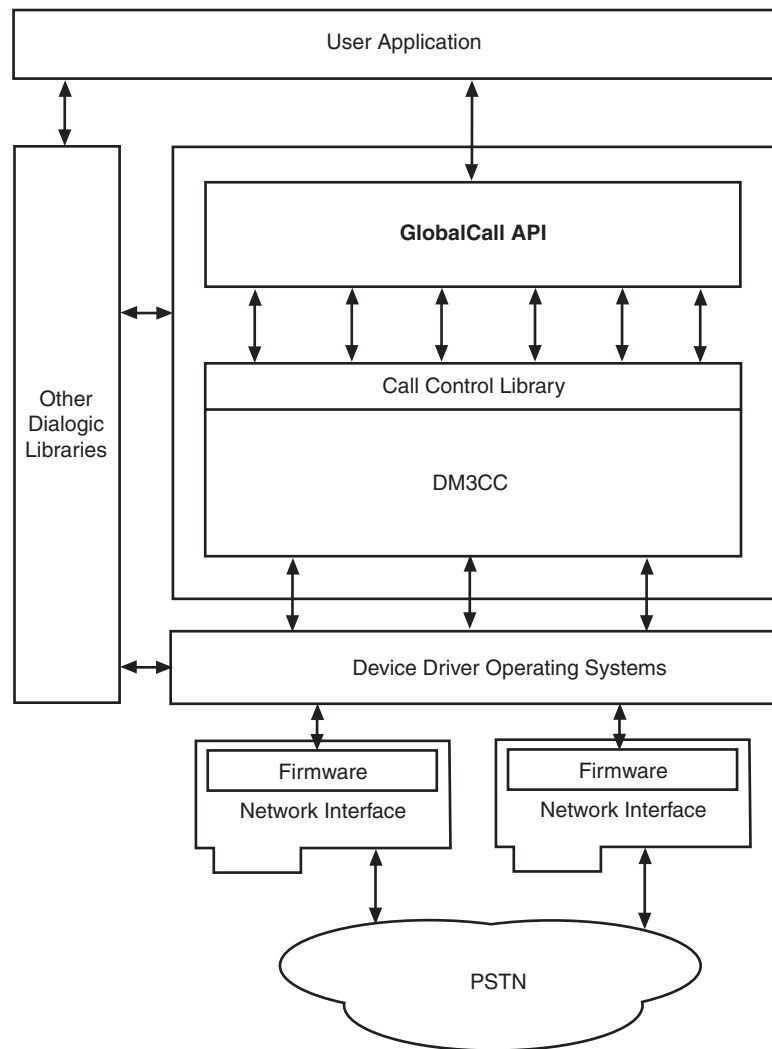 User Application
GlobalCall API
Call Control Library
Other
Dialogic
Libraries
DM3CC
Device Driver Operating Systems
Firmware
Network Interface
Firmware
Network Interface
PSTN